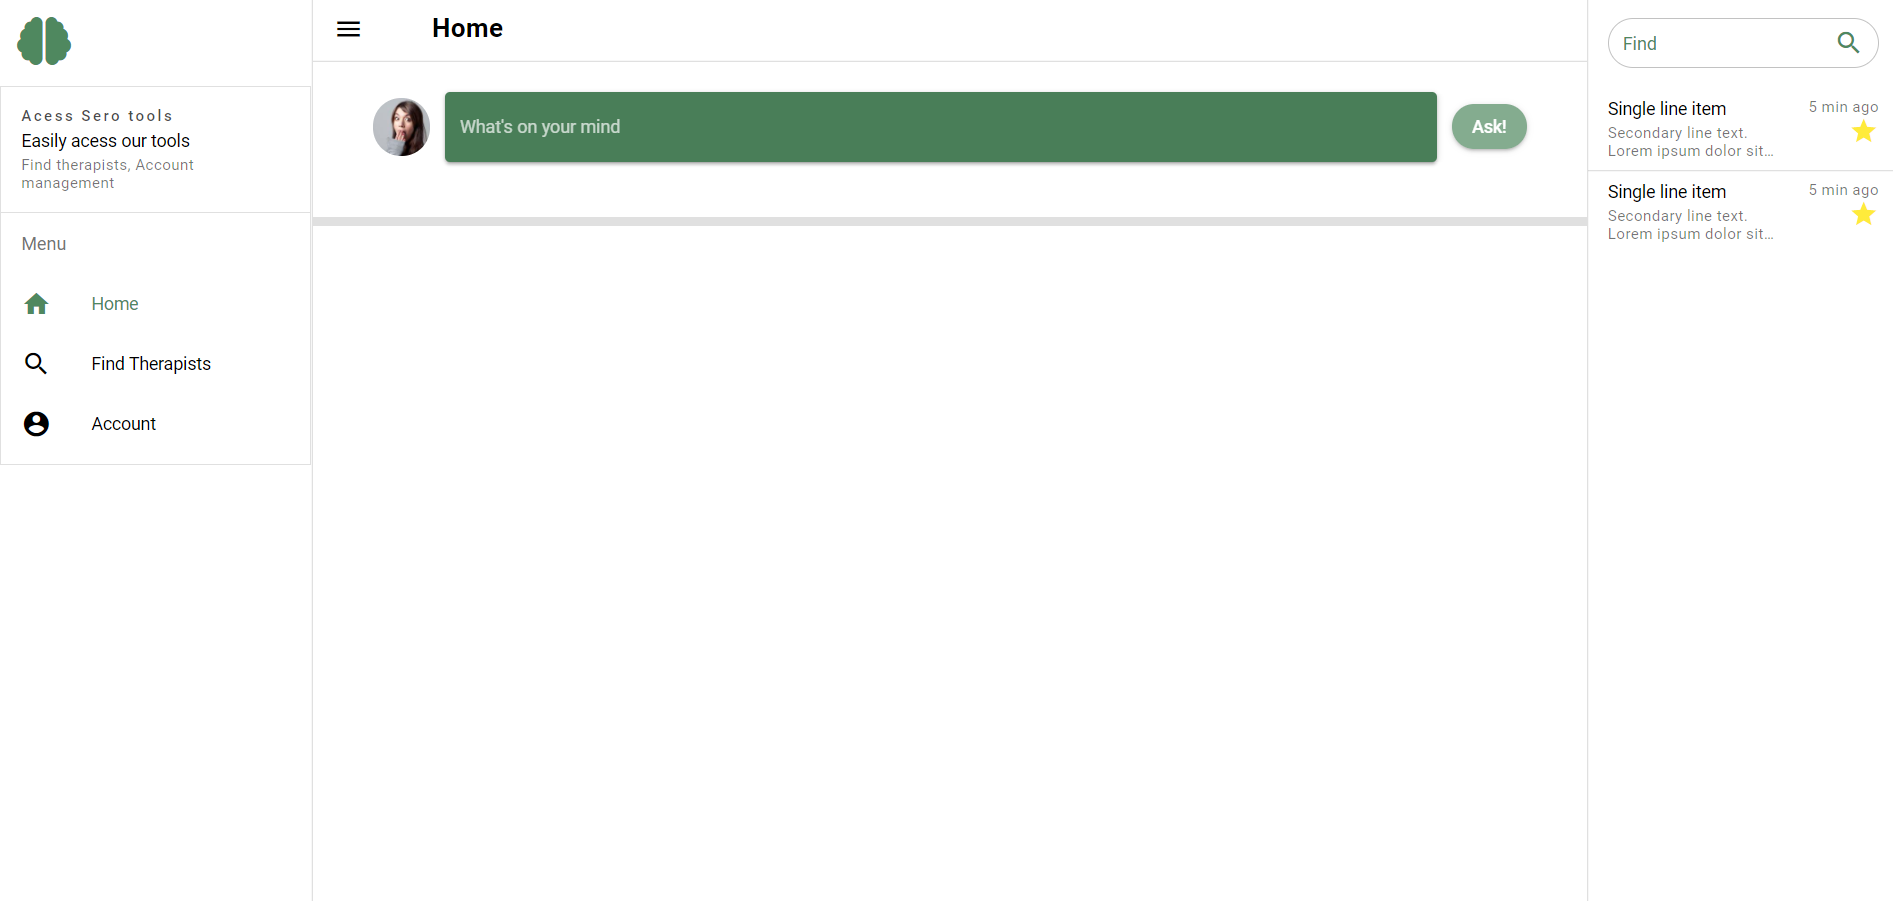 Acess Sero tools
Easily acess our tools
Find therapists, Account
management
Menu
Home
Find Therapists
Account
Home
What's on your mind
Ask!
Find
Single line item
5 min ago
Secondary line text.
Lorem ipsum dolor sit…
Single line item
5 min ago
Secondary line text.
Lorem ipsum dolor sit…